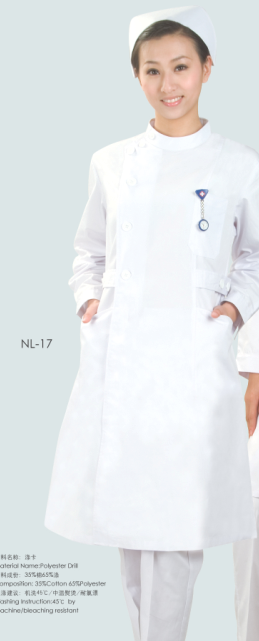 NL-17
料名称: 涤卡
aterial Name:Polyester Drill
料成份: 35%棉65%涤
omposition: 35%Cotton 65%Polyester
涤建议: 机洗45℃/中温熨烫/耐氯漂
ashing Instruction:45℃ by
achine/bleaching resistant